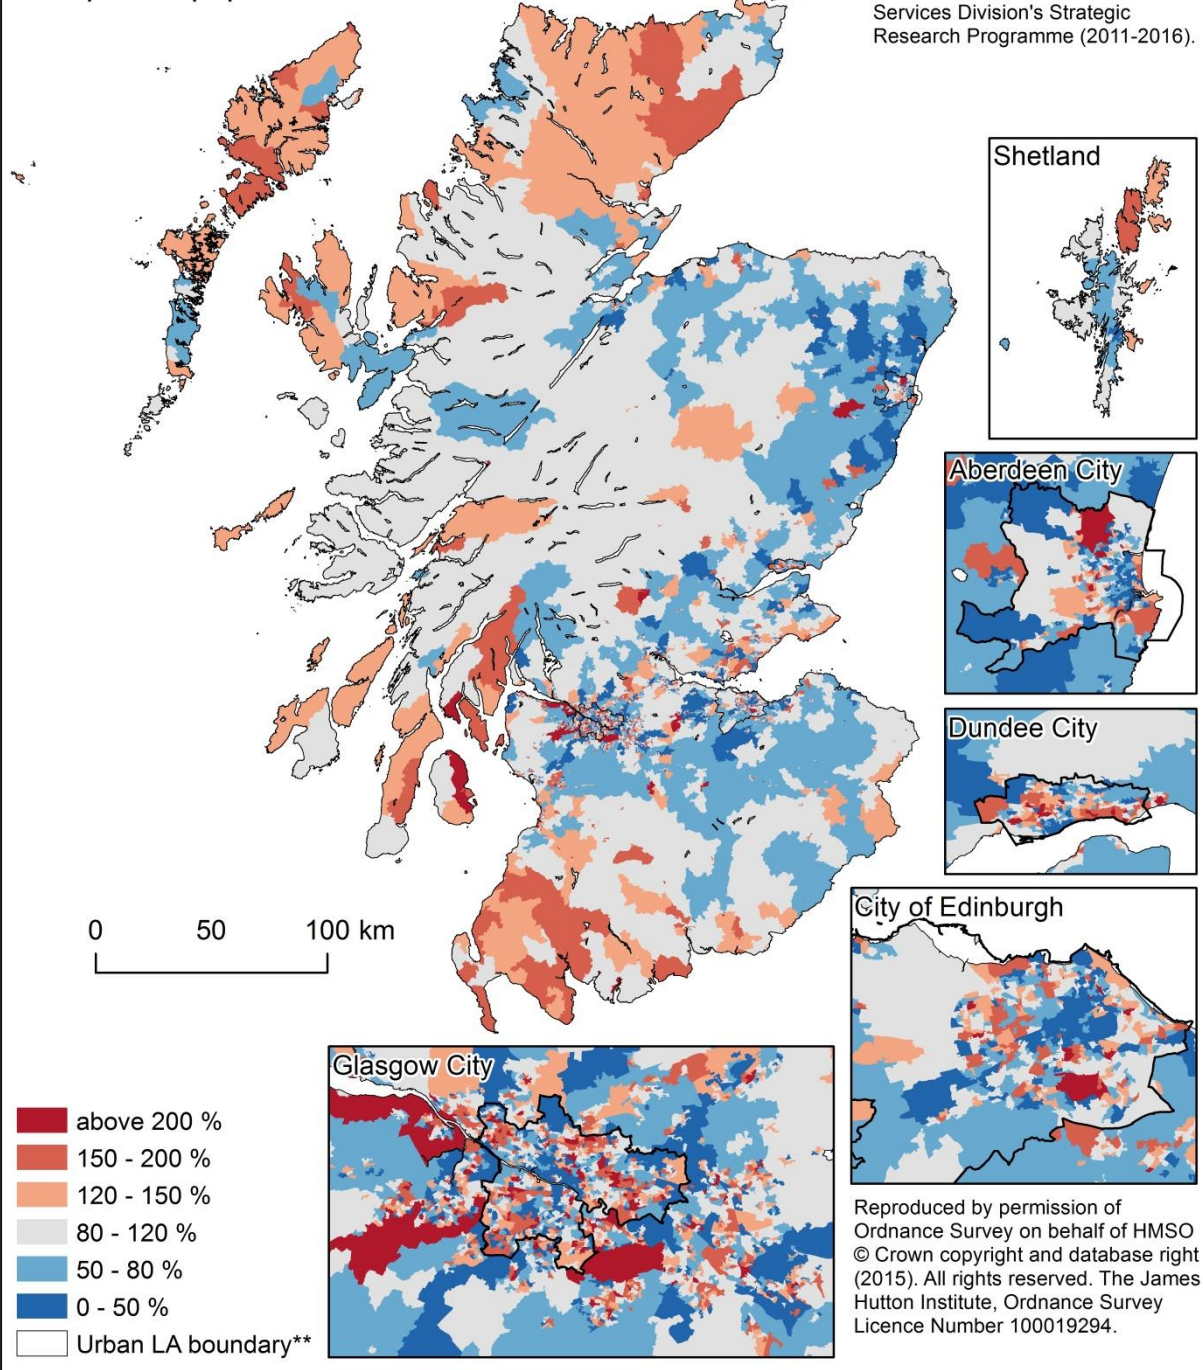 Services Division's Strategic
Research Programme (2011-2016).
Shetland
Aberdeen City
Dundee City
City of Edinburgh
0 50 100 km
Glasgow City
above 200 %
150 - 200 %
120 - 150 %
80 - 120 %
50 - 80 %
0 - 50 %
Urban LA boundary**
Reproduced by permission of
Ordnance Survey on behalf of HMSO
© Crown copyright and database right
(2015). All rights reserved. The James
Hutton Institute, Ordnance Survey
Licence Number 100019294.